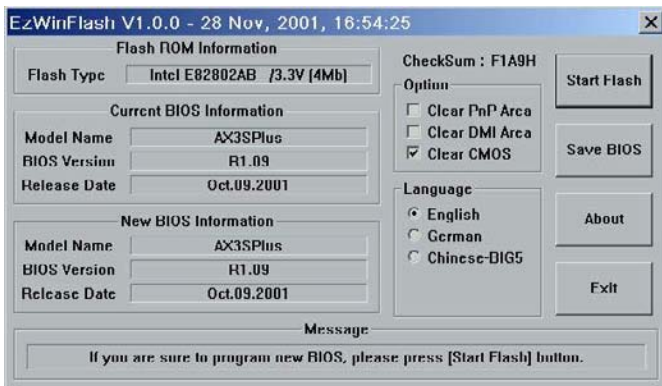 EzWinFlash V1.0.0 - 28 Nov, 2001, 16:54:25
Flash ROM Information
Flash Type
Intel E82802AB /3.3V (4Mb)
Current BIOS Information
Model Name
AX3SPlus
BIOS Version
R1.09
Release Date
Oct.09.2001
New BIOS Information
Model Name
AX3SPlus
BIOS Version
R1.09
Release Date
Oct.09.2001
CheckSum : F1A9H
Option
Clear PnP Area
Clear DMI Area
Clear CMOS
Language
English
German
Chinese-BIG5
Start Flash
Save BIOS
About
Exit
Message
If you are sure to program new BIOS, please press [Start Flash] button.